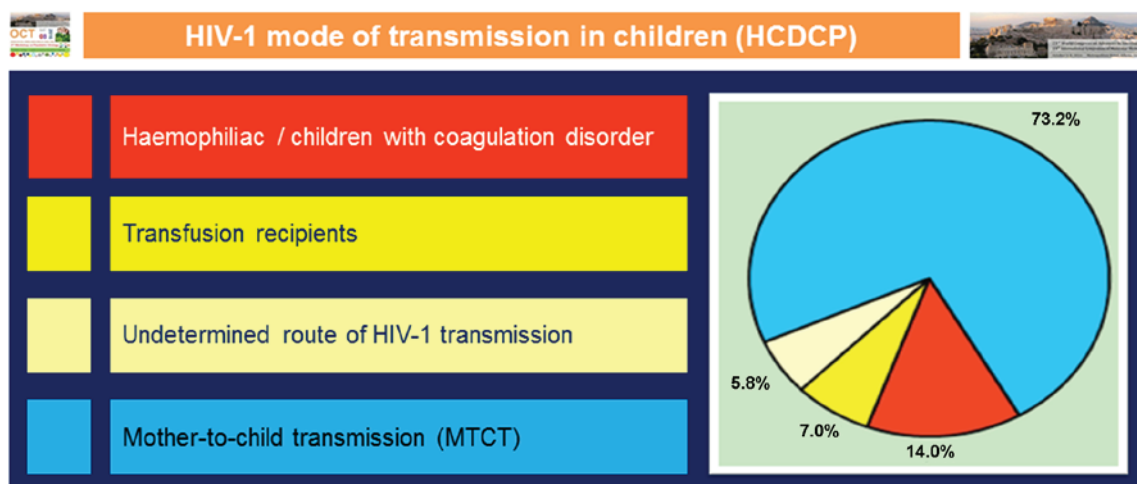 OCT
HIV-1 mode of transmission in children (HCDCP)
Haemophiliac / children with coagulation disorder
Transfusion recipients
Undetermined route of HIV-1 transmission
Mother-to-child transmission (MTCT)
73.2%
5.8%
7.0%
14.0%